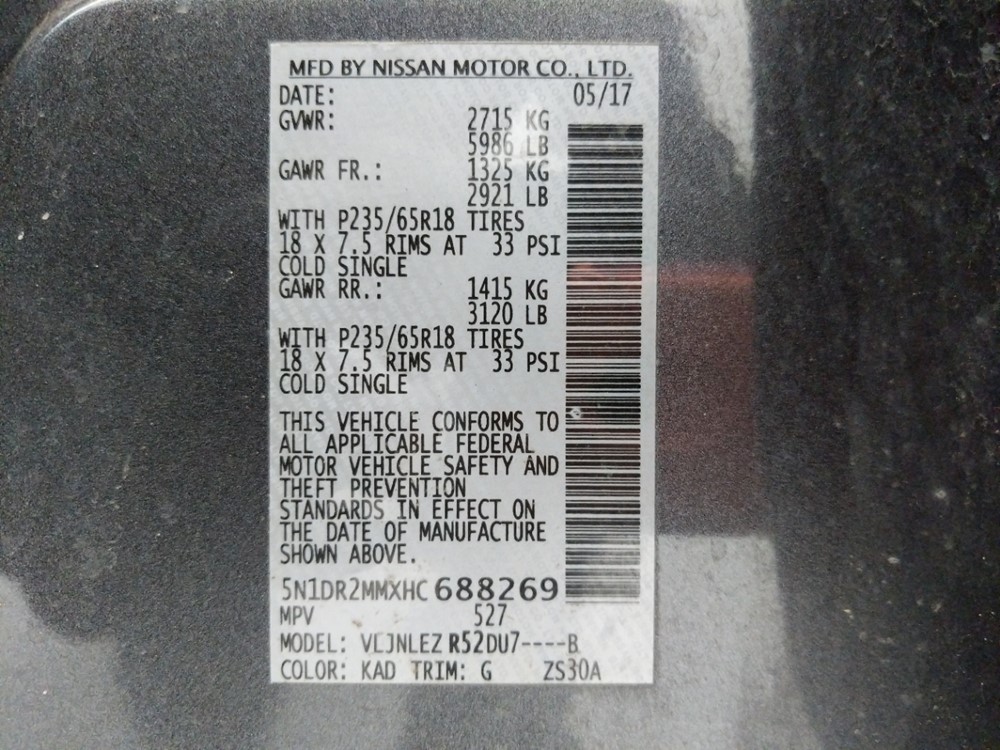 MFD BY NISSAN MOTOR CO., LTD.
DATE: 05/17
GVWR: 2715 KG
5986 LB
GAWR FR.: 1325 KG
2921 LB
WITH P235/65R18 TIRES
18 X 7.5 RIMS AT 33 PSI
COLD SINGLE
GAWR RR.: 1415 KG
3120 LB
WITH P235/65R18 TIRES
18 X 7.5 RIMS AT 33 PSI
COLD SINGLE
THIS VEHICLE CONFORMS TO
ALL APPLICABLE FEDERAL
MOTOR VEHICLE SAFETY AND
THEFT PREVENTION
STANDARDS IN EFFECT ON
THE DATE OF MANUFACTURE
SHOWN ABOVE.
5N1DR2MMXHC688269
MPV 527
MODEL: VLJNLEZ R52DU7----B
COLOR: KAD TRIM: G ZS30A